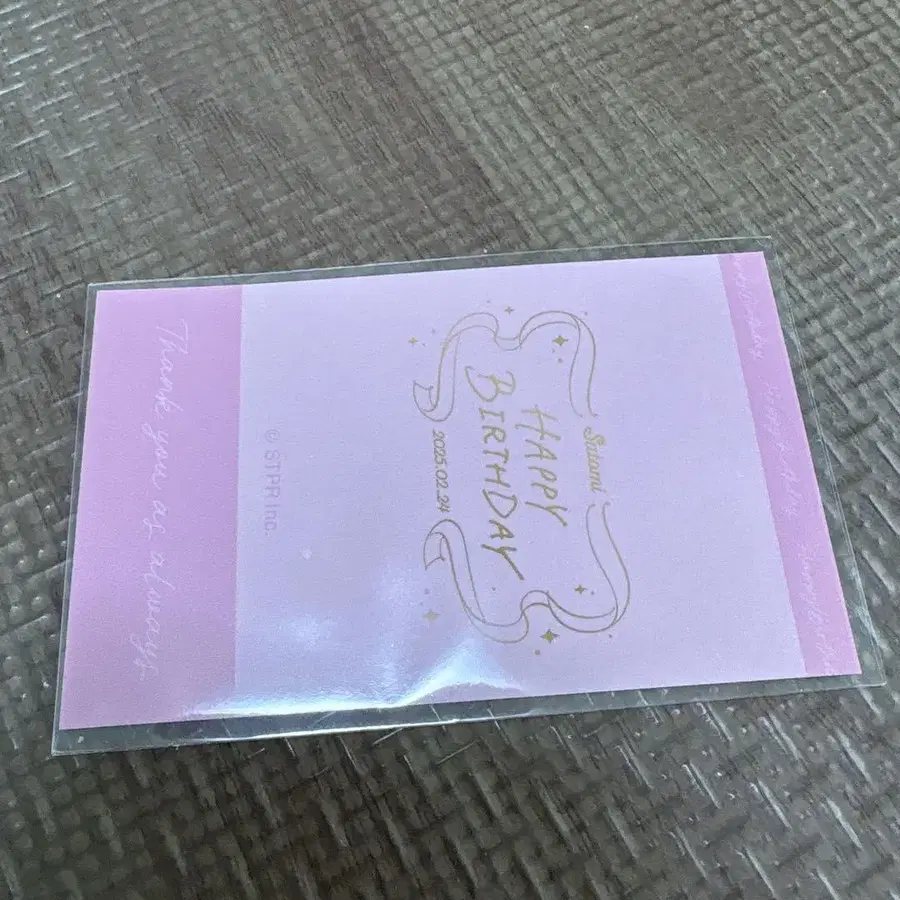 Satomi
HAPPY
BIRTHDAY
2025.02.24
© STPR Inc.
Thank you as always.